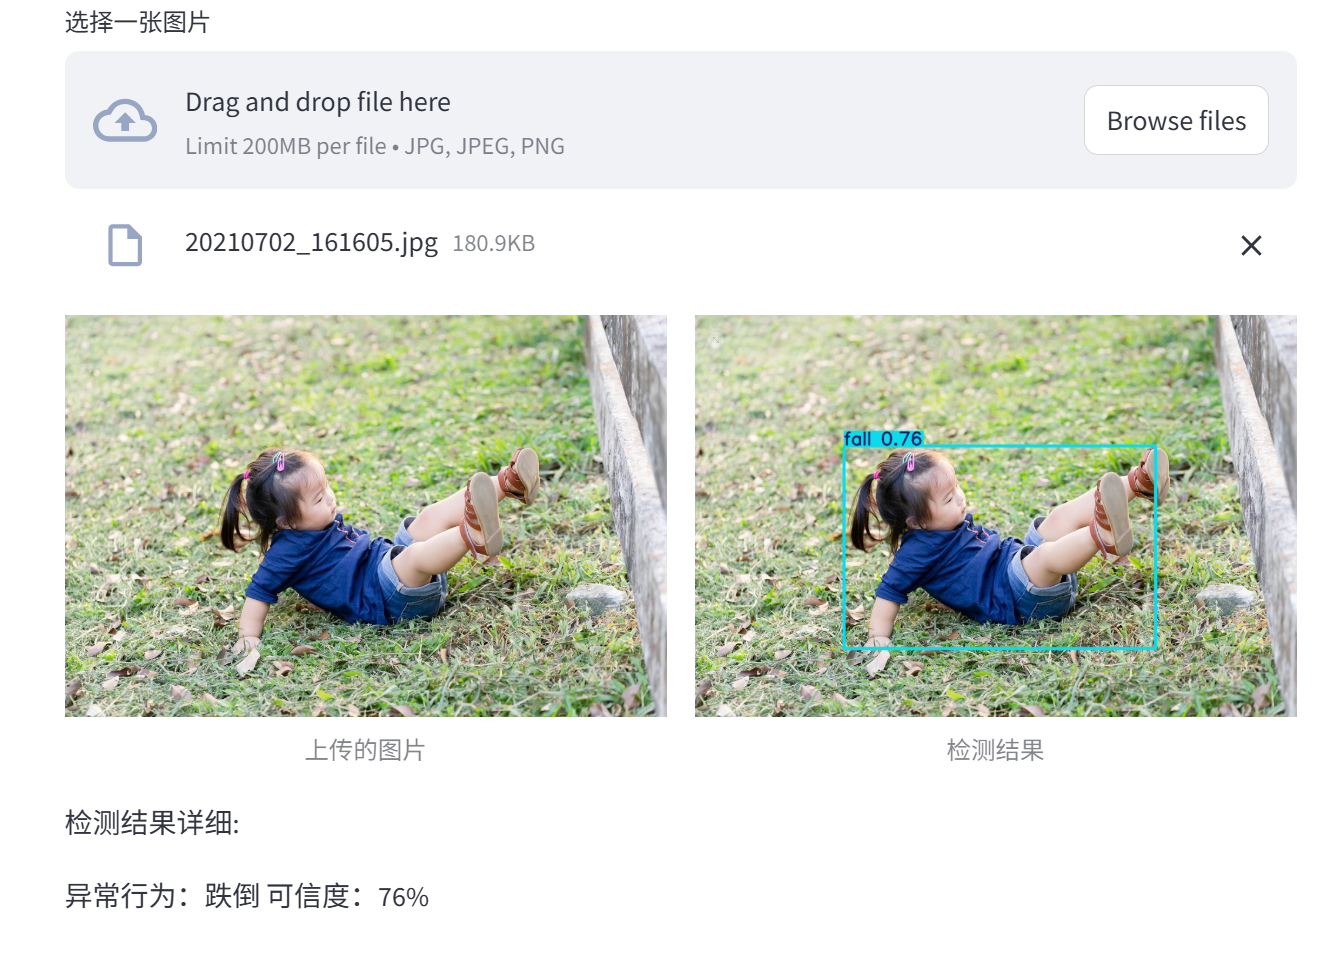 选择一张图片
Drag and drop file here
Limit 200MB per file • JPG, JPEG, PNG
Browse files
20210702_161605.jpg 180.9KB
fall 0.76
上传的图片
检测结果
检测结果详细:
异常行为：跌倒 可信度：76%